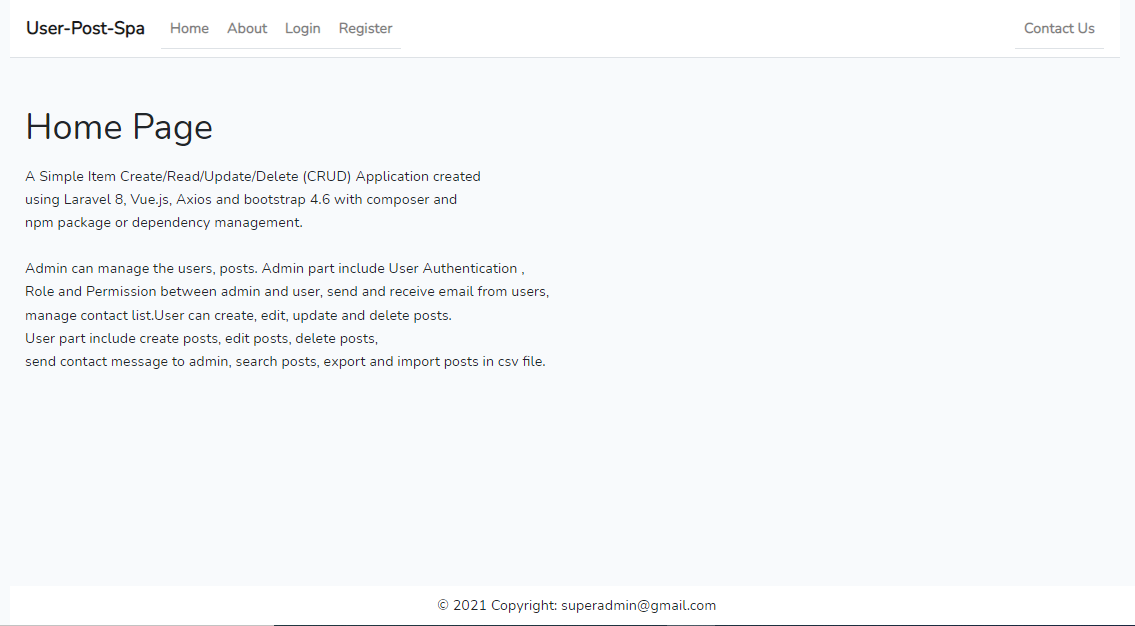 User-Post-Spa Home About Login Register Contact Us
Home Page
A Simple Item Create/Read/Update/Delete (CRUD) Application created
using Laravel 8, Vue.js, Axios and bootstrap 4.6 with composer and
npm package or dependency management.
Admin can manage the users, posts. Admin part include User Authentication ,
Role and Permission between admin and user, send and receive email from users,
manage contact list.User can create, edit, update and delete posts.
User part include create posts, edit posts, delete posts,
send contact message to admin, search posts, export and import posts in csv file.
© 2021 Copyright: superadmin@gmail.com